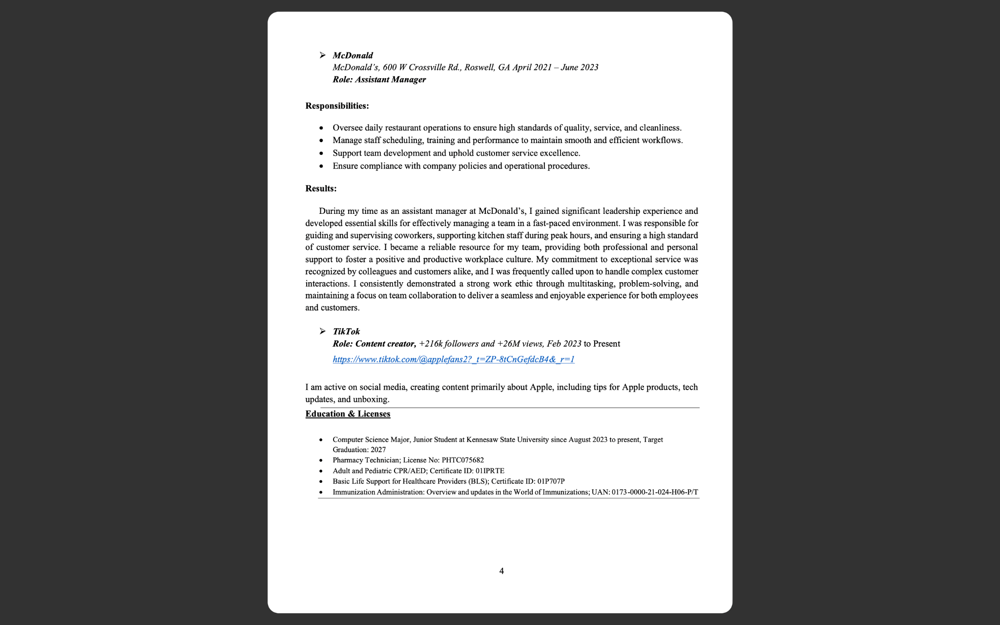 ➢ McDonald
McDonald’s, 600 W Crossville Rd., Roswell, GA April 2021 – June 2023
Role: Assistant Manager
Responsibilities:
• Oversee daily restaurant operations to ensure high standards of quality, service, and cleanliness.
• Manage staff scheduling, training and performance to maintain smooth and efficient workflows.
• Support team development and uphold customer service excellence.
• Ensure compliance with company policies and operational procedures.
Results:
During my time as an assistant manager at McDonald’s, I gained significant leadership experience and
developed essential skills for effectively managing a team in a fast-paced environment. I was responsible for
guiding and supervising coworkers, supporting kitchen staff during peak hours, and ensuring a high standard
of customer service. I became a reliable resource for my team, providing both professional and personal
support to foster a positive and productive workplace culture. My commitment to exceptional service was
recognized by colleagues and customers alike, and I was frequently called upon to handle complex customer
interactions. I consistently demonstrated a strong work ethic through multitasking, problem-solving, and
maintaining a focus on team collaboration to deliver a seamless and enjoyable experience for both employees
and customers.
➢ TikTok
Role: Content creator, +216k followers and +26M views, Feb 2023 to Present
https://www.tiktok.com/@applefans2?_t=ZP-8tCnGefdcB4&_r=1
I am active on social media, creating content primarily about Apple, including tips for Apple products, tech
updates, and unboxing.
Education & Licenses
• Computer Science Major, Junior Student at Kennesaw State University since August 2023 to present, Target
Graduation: 2027
• Pharmacy Technician; License No: PHTC075682
• Adult and Pediatric CPR/AED; Certificate ID: 01IPRTE
• Basic Life Support for Healthcare Providers (BLS); Certificate ID: 01P707P
• Immunization Administration: Overview and updates in the World of Immunizations; UAN: 0173-0000-21-024-H06-P/T
4